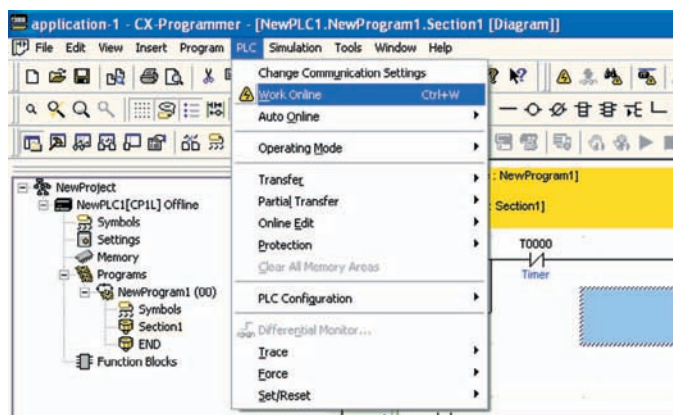 application-1 - CX-Programmer - [NewPLC1.NewProgram1.Section1 [Diagram]]
File Edit View Insert Program PLC Simulation Tools Window Help
Change Communication Settings
Work Online Ctrl+W
Auto Online
Operating Mode
Transfer
Partial Transfer
Online Edit
Protection
Clear All Memory Areas
PLC Configuration
Differential Monitor...
Trace
Force
Set/Reset
NewProject
NewPLC1[CP1L] Offline
Symbols
Settings
Memory
Programs
NewProgram1 (00)
Symbols
Section1
END
Function Blocks
: NewProgram1]
: Section1]
T0000
Timer